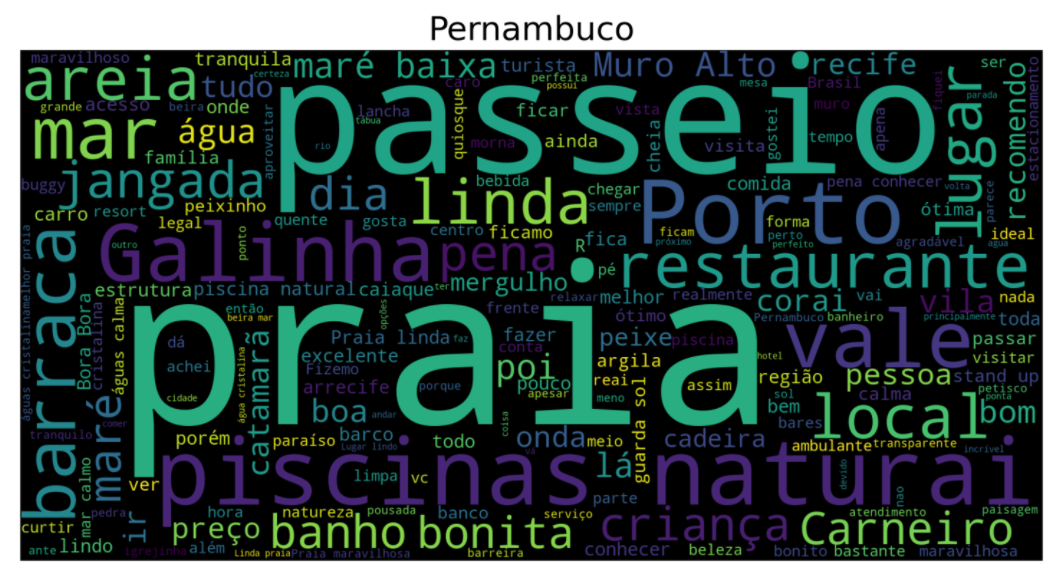 Pernambuco
maravilhoso tranquila maré baixa turista Muro Alto recife ser
certeza perfeita possui mesa parada
areia tudo passeio caro Brasil fiquei
grande acesso beira onde lancha ficar vista muro apena
mar água aproveitar tábua quiosque morna ainda cheia visita gostei tempo lugar recomendo estacionamento
família rio
buggy jangada dia bebida linda chegar Porto comida pena conhecer volta
carro resort peixinho quente gosta sempre forma ótima parece
legal ponto centro ficamo R fica ficam perto agradável ideal
outro próximo perfeito agua
barraca Galinha pena pé restaurante
estrutura piscina natural caiaque ter mergulho relaxar melhor realmente corai vai vila nada
águas cristalina melhor praia Bora Bora cristalina águas calma então beira mar opções frente ótimo Pernambuco banheiro principalmente toda
praia Praia linda faz fazer peixe piscina vale passar
dá achei catamarã água cristalina excelente conta argila hotel visitar
Fizemo poi pouco reai região pessoa stand up
arrecife porque apesar meno assim sol calma petisco
cidade boa andar coisa guarda sol bem bares local ponta bom
tranquilo comer maré porém paraíso barco todo onda meio cadeira ambulante transparente
Lugar lindo vá lá incrível
ver piscinas naturai
mar calmo limpa vc parte devido nao
pedra hora natureza pousada banco serviço atendimento paisagem
curtir ir preço banho bonita criança Carneiro
ante lindo igrejinha além Linda praia Praia maravilhosa barreira conhecer beleza bonito bastante maravilhosa